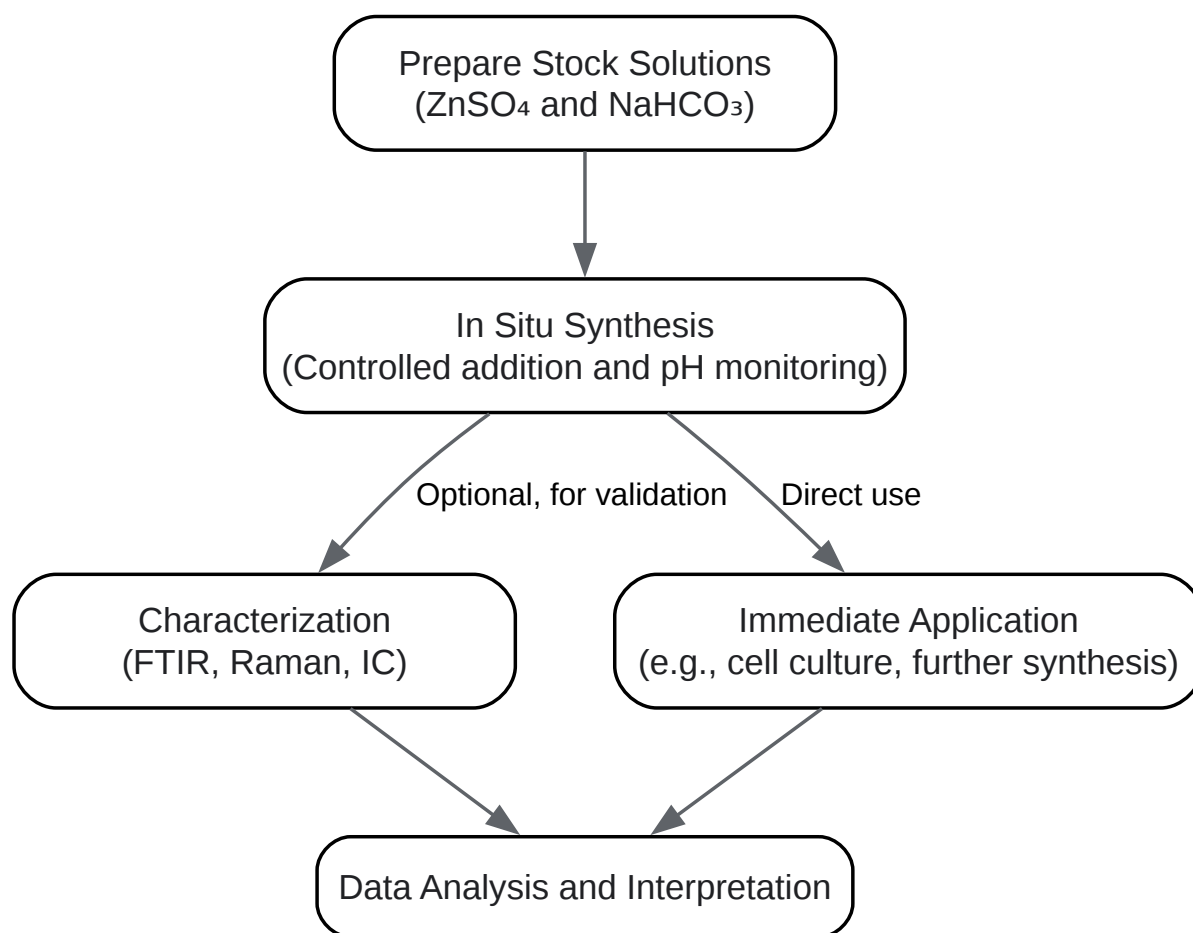 Prepare Stock Solutions
(ZnSO₄ and NaHCO₃)
In Situ Synthesis
(Controlled addition and pH monitoring)
Optional, for validation
Direct use
Characterization
(FTIR, Raman, IC)
Immediate Application
(e.g., cell culture, further synthesis)
Data Analysis and Interpretation